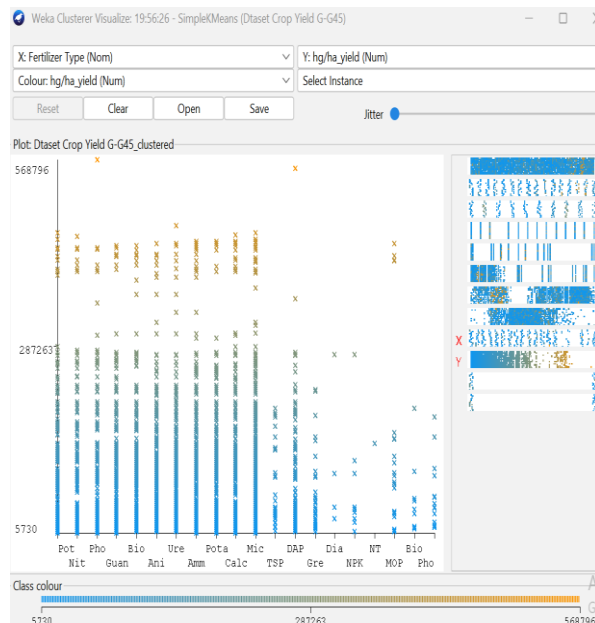 Weka Clusterer Visualize: 19:56:26 - SimpleKMeans (Dtaset Crop Yield G-G45)
X: Fertilizer Type (Nom) Y: hg/ha_yield (Num)
Colour: hg/ha_yield (Num) Select Instance
Reset Clear Open Save Jitter
Plot: Dtaset Crop Yield G-G45_clustered
568796
287263
5730
X
Y
Pot Pho Bio Ure Pota Mic DAP Dia NT Bio
Nit Guan Ani Amm Calc TSP Gre NPK MOP Pho
Class colour
5730 287263 568796